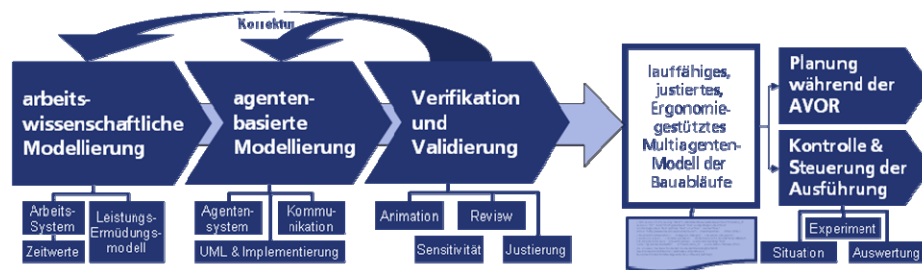 Korrektur
arbeits-
wissenschaftliche
Modellierung
Arbeits-
System
Zeitwerte
Leistungs-
Ermüdungs-
modell
agenten-
basierte
Modellierung
Agenten-
system
Kommu-
nikation
UML & Implementierung
Verifikation
und
Validierung
Animation
Review
Sensitivität
Justierung
lauffähiges,
justiertes,
Ergonomie-
gestütztes
Multiagenten-
Modell der
Bauabläufe
Planung
während der
AVOR
Kontrolle &
Steuerung der
Ausführung
Experiment
Situation
Auswertung